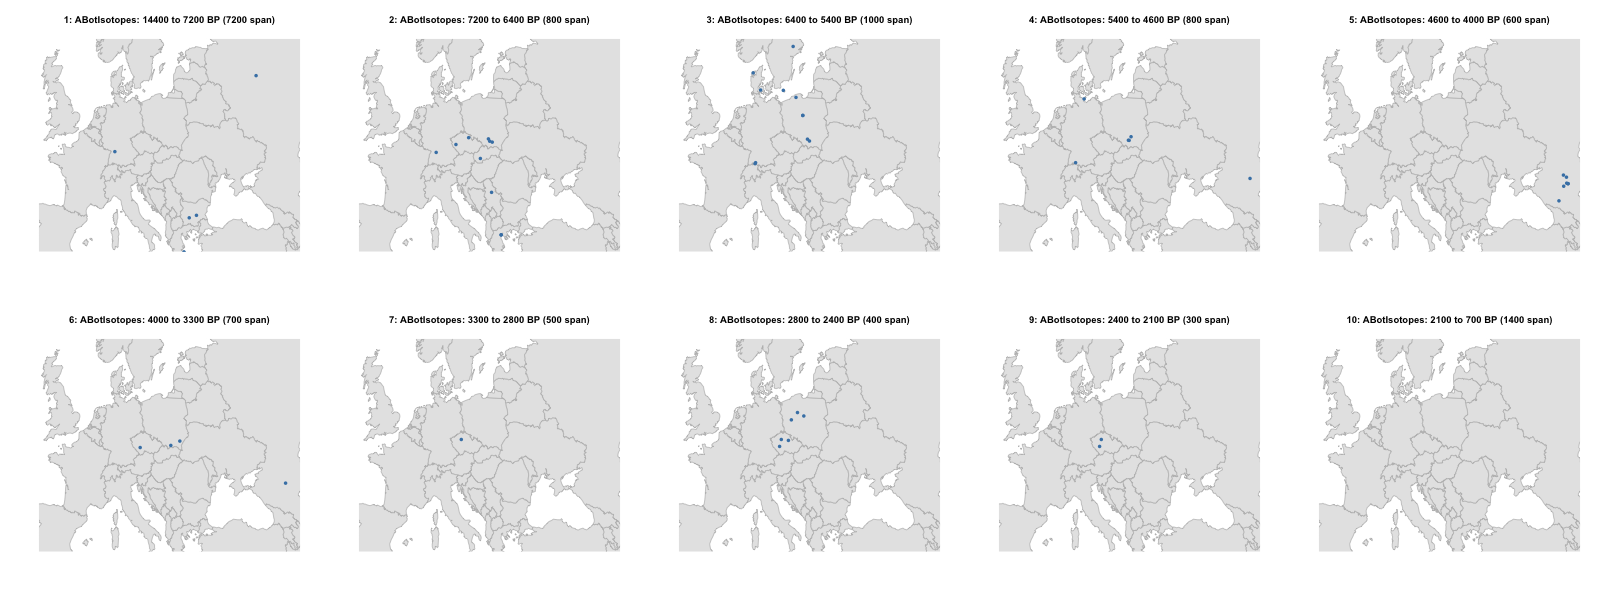 1: ABotIsotopes: 14400 to 7200 BP (7200 span)
2: ABotIsotopes: 7200 to 6400 BP (800 span)
3: ABotIsotopes: 6400 to 5400 BP (1000 span)
4: ABotIsotopes: 5400 to 4600 BP (800 span)
5: ABotIsotopes: 4600 to 4000 BP (600 span)
6: ABotIsotopes: 4000 to 3300 BP (700 span)
7: ABotIsotopes: 3300 to 2800 BP (500 span)
8: ABotIsotopes: 2800 to 2400 BP (400 span)
9: ABotIsotopes: 2400 to 2100 BP (300 span)
10: ABotIsotopes: 2100 to 700 BP (1400 span)